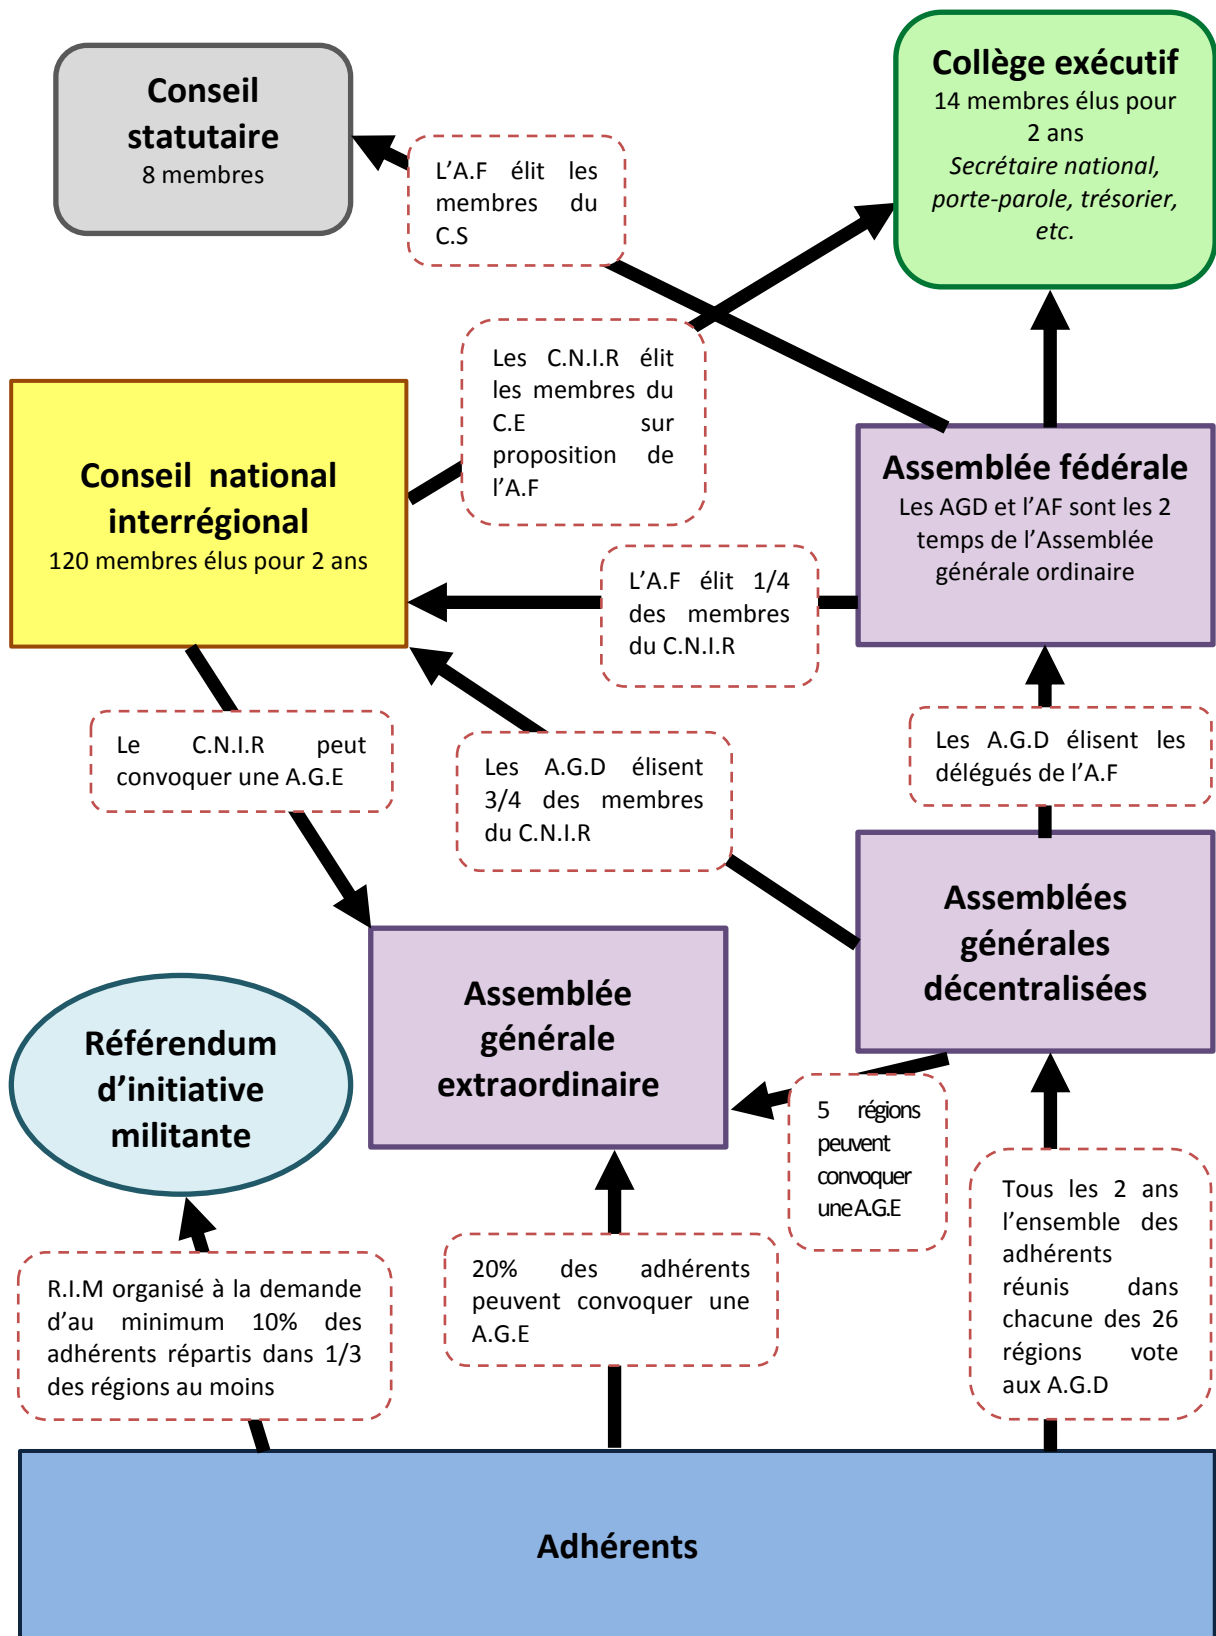 Conseil
statutaire
8 membres
Collège exécutif
14 membres élus pour
2 ans
Secrétaire national,
porte-parole, trésorier,
etc.
L’A.F élit les
membres du
C.S
Les C.N.I.R élit
les membres du
C.E sur
proposition de
l’A.F
Conseil national
interrégional
120 membres élus pour 2 ans
Assemblée fédérale
Les AGD et l’AF sont les 2
temps de l’Assemblée
générale ordinaire
L’A.F élit 1/4
des membres
du C.N.I.R
Le C.N.I.R peut
convoquer une A.G.E
Les A.G.D élisent
3/4 des membres
du C.N.I.R
Les A.G.D élisent les
délégués de l’A.F
Assemblées
générales
décentralisées
Assemblée
générale
extraordinaire
Référendum
d’initiative
militante
5 régions
peuvent
convoquer
une A.G.E
Tous les 2 ans
l’ensemble des
adhérents
réunis dans
chacune des 26
régions vote
aux A.G.D
20% des adhérents
peuvent convoquer une
A.G.E
R.I.M organisé à la demande
d’au minimum 10% des
adhérents répartis dans 1/3
des régions au moins
Adhérents